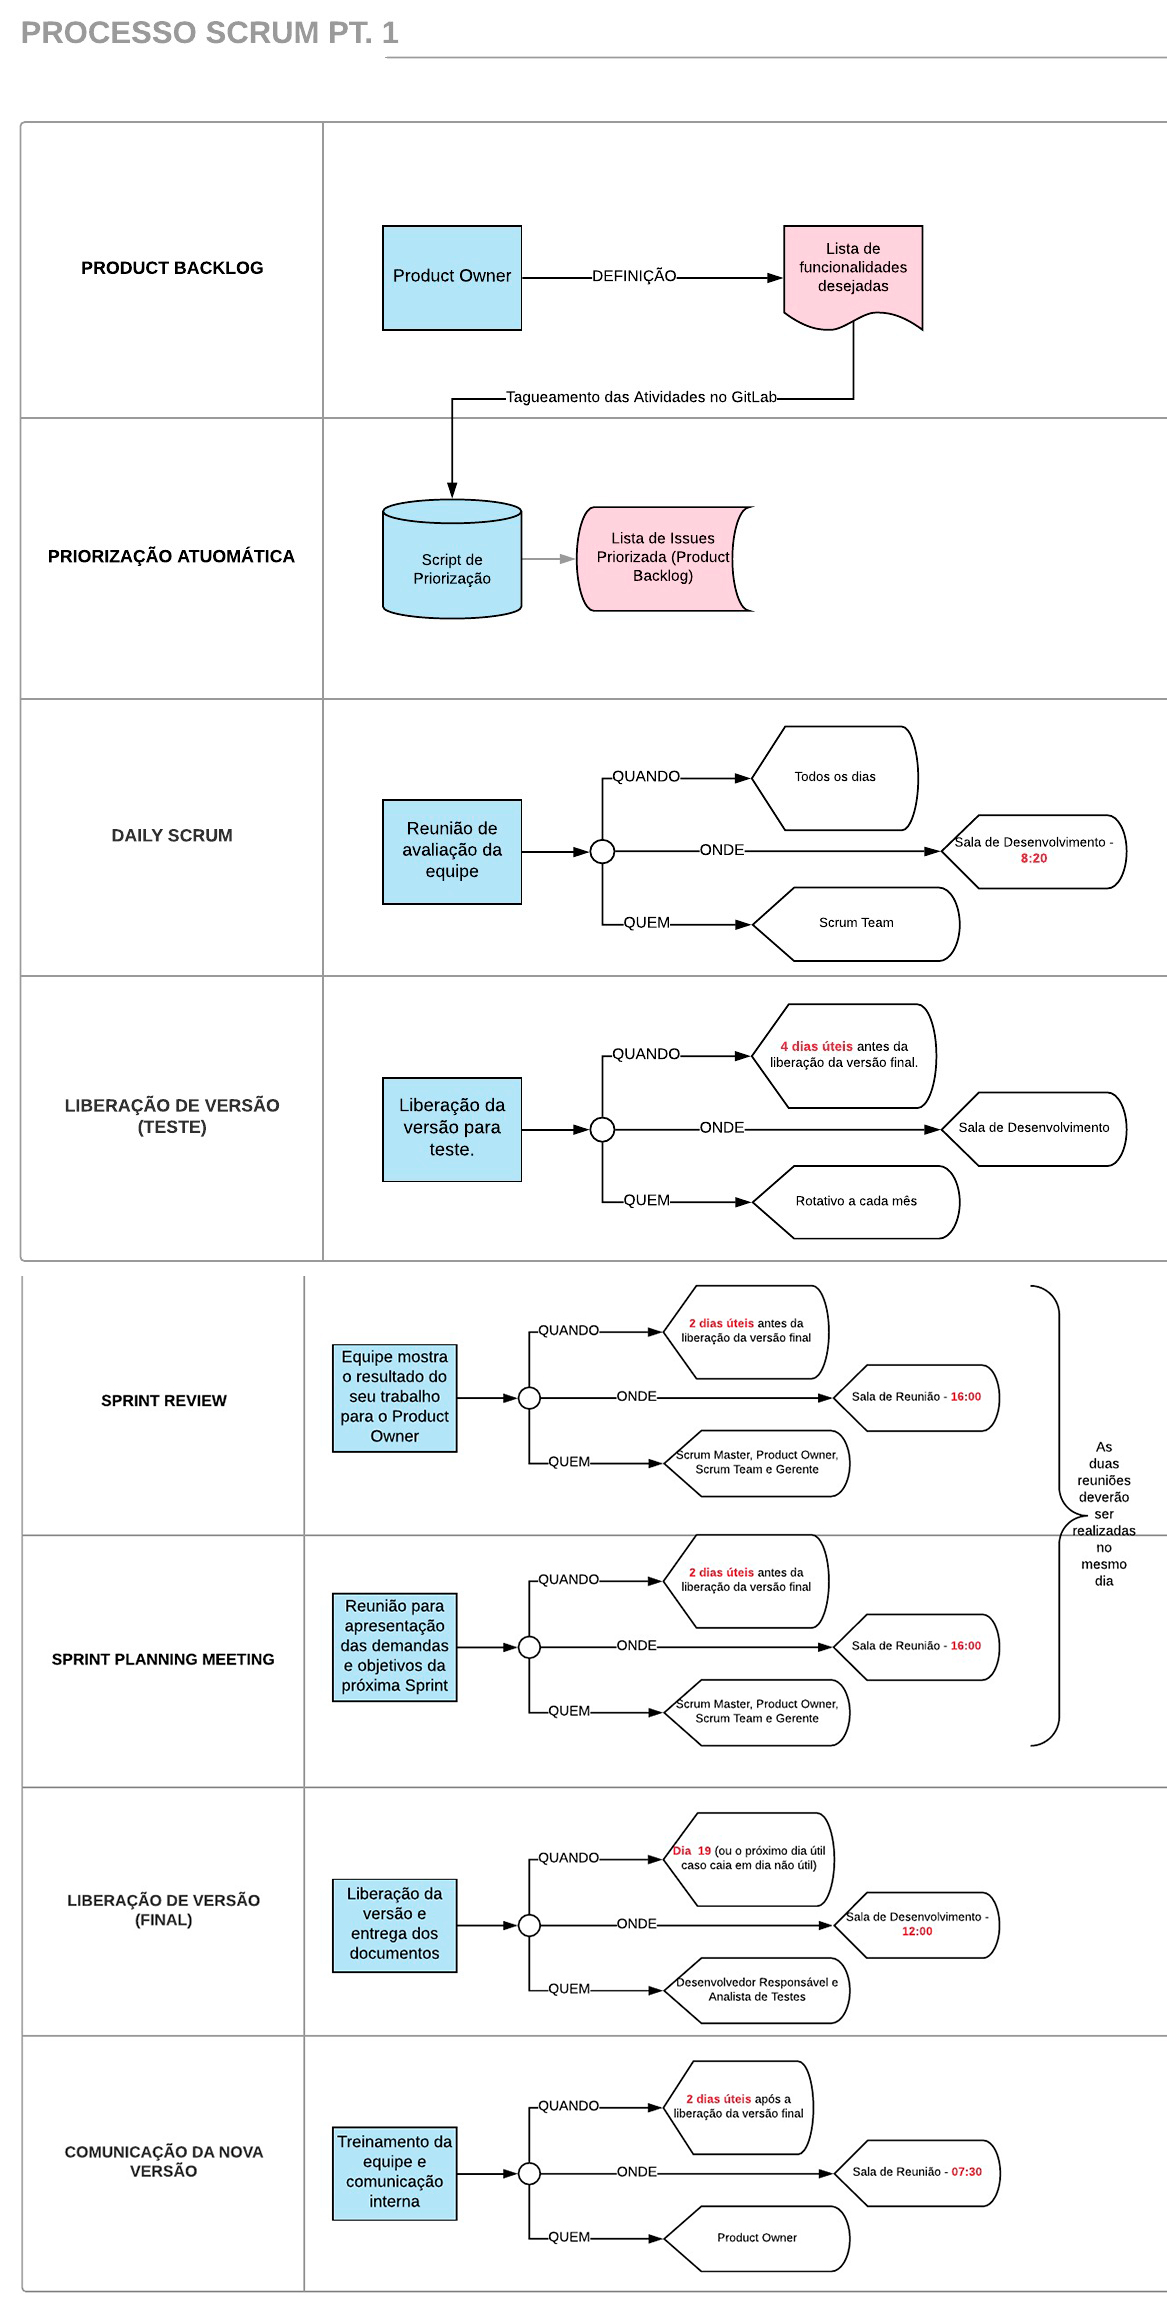 PROCESSO SCRUM PT. 1
PRODUCT BACKLOG
Product Owner
DEFINIÇÃO
Lista de
funcionalidades
desejadas
Tagueamento das Atividades no GitLab
PRIORIZAÇÃO ATUOMÁTICA
Script de
Priorização
Lista de Issues
Priorizada (Product
Backlog)
DAILY SCRUM
Reunião de
avaliação da
equipe
QUANDO
Todos os dias
ONDE
Sala de Desenvolvimento -
8:20
QUEM
Scrum Team
LIBERAÇÃO DE VERSÃO
(TESTE)
Liberação da
versão para
teste.
QUANDO
4 dias úteis antes da
liberação da versão final.
ONDE
Sala de Desenvolvimento
QUEM
Rotativo a cada mês
SPRINT REVIEW
Equipe mostra
o resultado do
seu trabalho
para o Product
Owner
QUANDO
2 dias úteis antes da
liberação da versão final
ONDE
Sala de Reunião - 16:00
QUEM
Scrum Master, Product Owner,
Scrum Team e Gerente
As
duas
reuniões
deverão
ser
realizadas
no
mesmo
dia
SPRINT PLANNING MEETING
Reunião para
apresentação
das demandas
e objetivos da
próxima Sprint
QUANDO
2 dias úteis antes da
liberação da versão final
ONDE
Sala de Reunião - 16:00
QUEM
Scrum Master, Product Owner,
Scrum Team e Gerente
LIBERAÇÃO DE VERSÃO
(FINAL)
Liberação da
versão e
entrega dos
documentos
QUANDO
Dia 19 (ou o próximo dia útil
caso caia em dia não útil)
ONDE
Sala de Desenvolvimento -
12:00
QUEM
Desenvolvedor Responsável e
Analista de Testes
COMUNICAÇÃO DA NOVA
VERSÃO
Treinamento da
equipe e
comunicação
interna
QUANDO
2 dias úteis após a
liberação da versão final
ONDE
Sala de Reunião - 07:30
QUEM
Product Owner